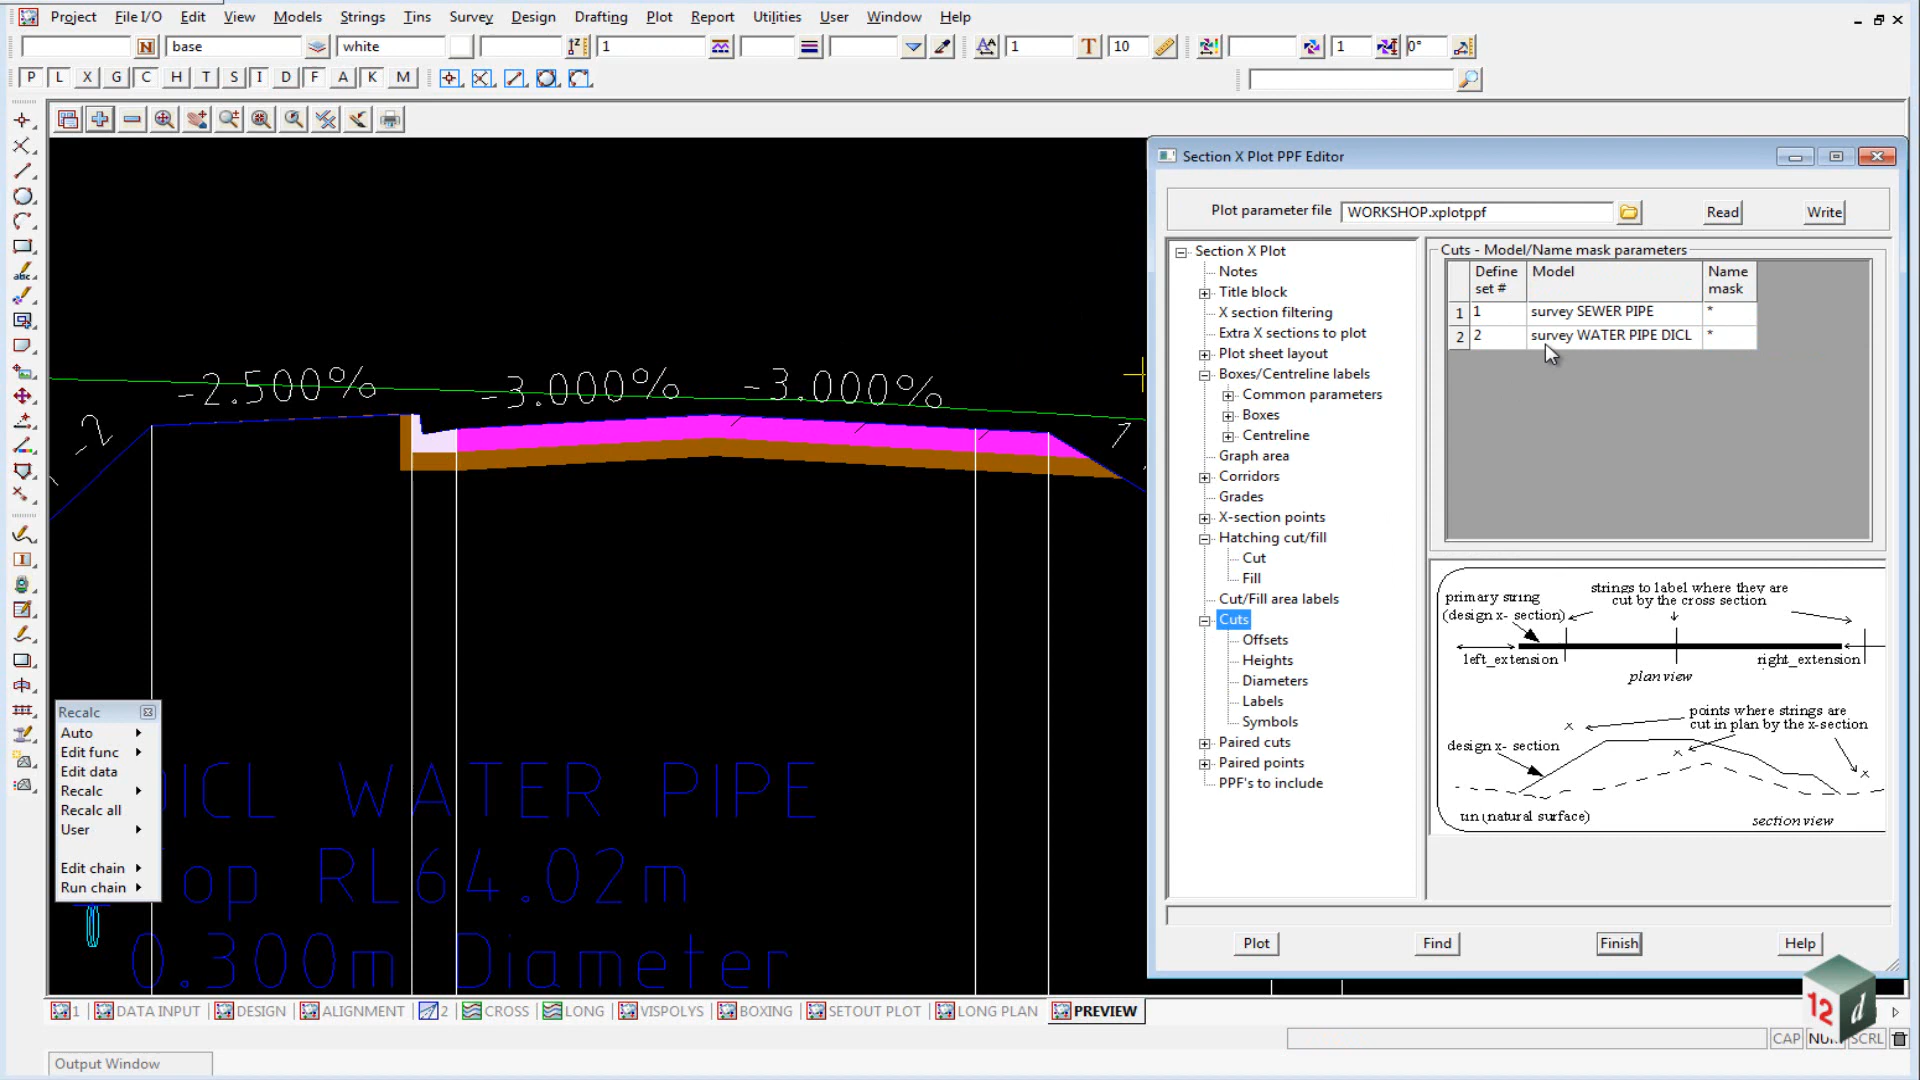 Project File I/O Edit View Models Strings Tins Survey Design Drafting Plot Report Utilities User Window Help
N base white 1 T 10 1 0°
P L X G C H T S I D F A K M
Section X Plot PPF Editor
Plot parameter file WORKSHOP.xplotppf Read Write
Section X Plot
Notes
Title block
X section filtering
Extra X sections to plot
Plot sheet layout
Boxes/Centreline labels
Common parameters
Boxes
Centreline
Graph area
Corridors
Grades
X-section points
Hatching cut/fill
Cut
Fill
Cut/Fill area labels
Cuts
Offsets
Heights
Diameters
Labels
Symbols
Paired cuts
Paired points
PPF's to include
Cuts - Model/Name mask parameters
Define set # Model Name mask
1 1 survey SEWER PIPE *
2 2 survey WATER PIPE DICL *
primary string
(design x- section)
strings to label where they are
cut by the cross section
left_extension right_extension
plan view
points where strings are
cut in plan by the x-section
design x- section
un (natural surface)
section view
Plot Find Finish Help
-2 -2.500% -3.000% -3.000%
DICL WATER PIPE
op RL64.02m
0.300m Diameter
Recalc
Auto
Edit func
Edit data
Recalc
Recalc all
User
Edit chain
Run chain
1 DATA INPUT DESIGN ALIGNMENT 2 CROSS LONG VISPOLYS BOXING SETOUT PLOT LONG PLAN PREVIEW
12d
CAP NUM SCRL
Output Window